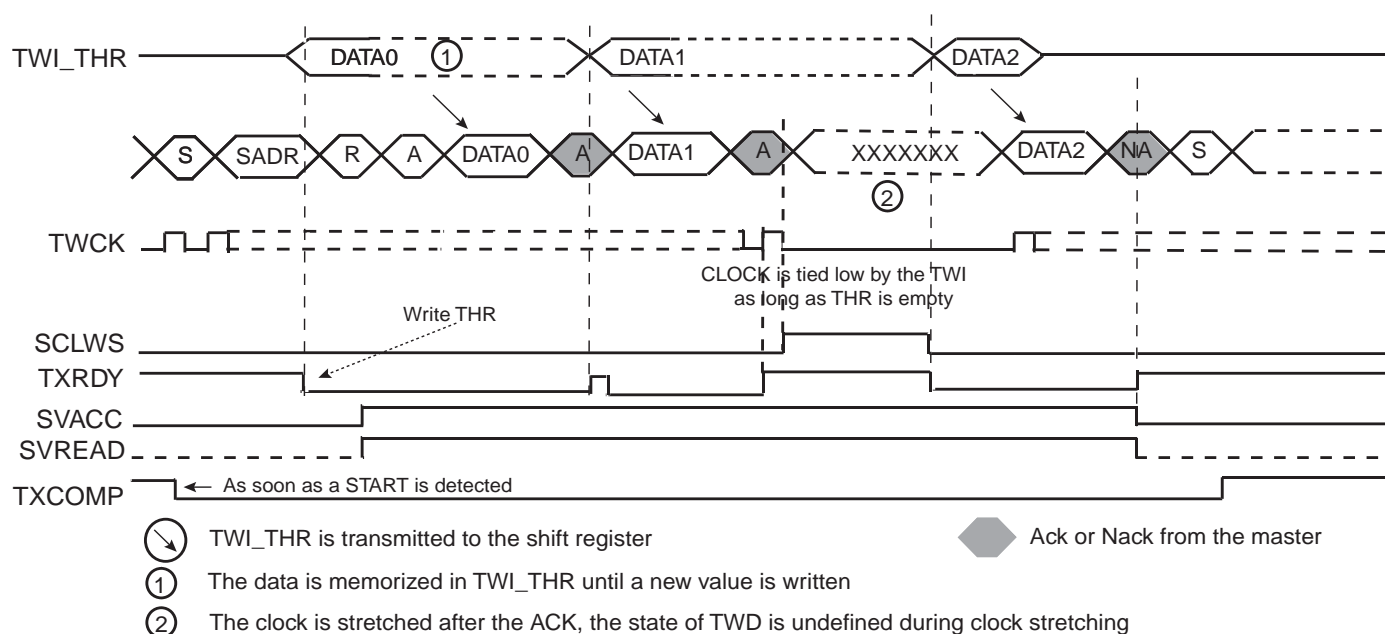 TWI_THR DATA0 1 DATA1 DATA2
S SADR R A DATA0 A DATA1 A XXXXXXX DATA2 NA S
2
TWCK
CLOCK is tied low by the TWI
as long as THR is empty
Write THR
SCLWS
TXRDY
SVACC
SVREAD
TXCOMP As soon as a START is detected
TWI_THR is transmitted to the shift register Ack or Nack from the master
1 The data is memorized in TWI_THR until a new value is written
2 The clock is stretched after the ACK, the state of TWD is undefined during clock stretching